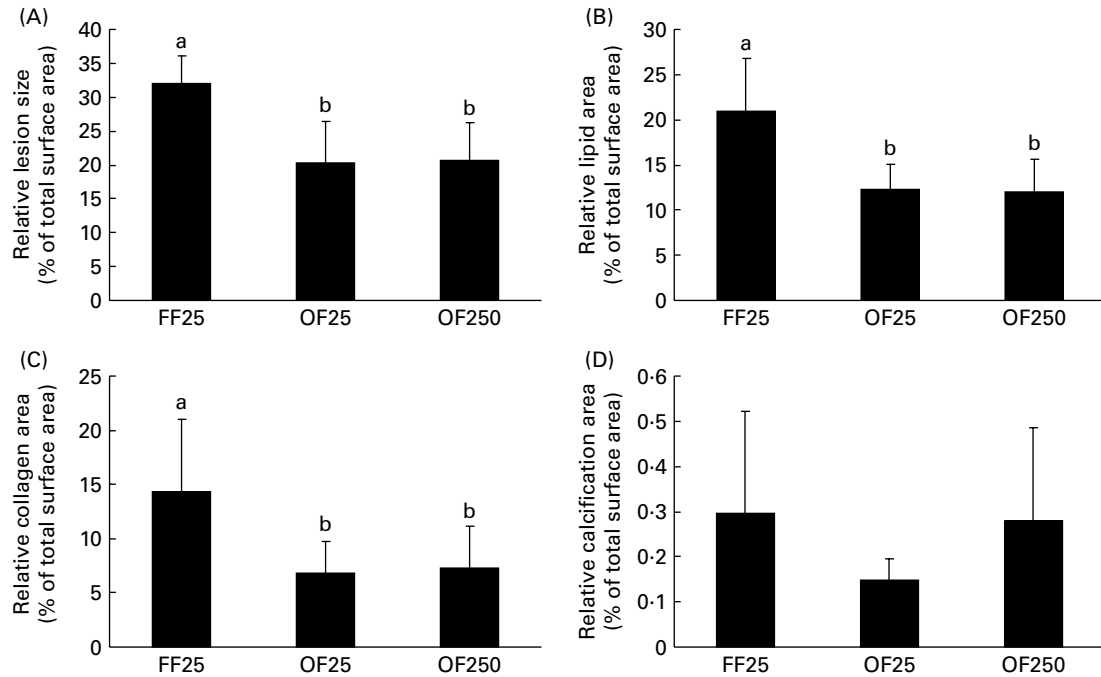 (A)
Relative lesion size
(% of total surface area)
40
35
30
25
20
15
10
5
0
a
b
b
FF25 OF25 OF250
(B)
Relative lipid area
(% of total surface area)
30
25
20
15
10
5
0
a
b
b
FF25 OF25 OF250
(C)
Relative collagen area
(% of total surface area)
25
20
15
10
5
0
a
b
b
FF25 OF25 OF250
(D)
Relative calcification area
(% of total surface area)
0·6
0·5
0·4
0·3
0·2
0·1
0
FF25 OF25 OF250